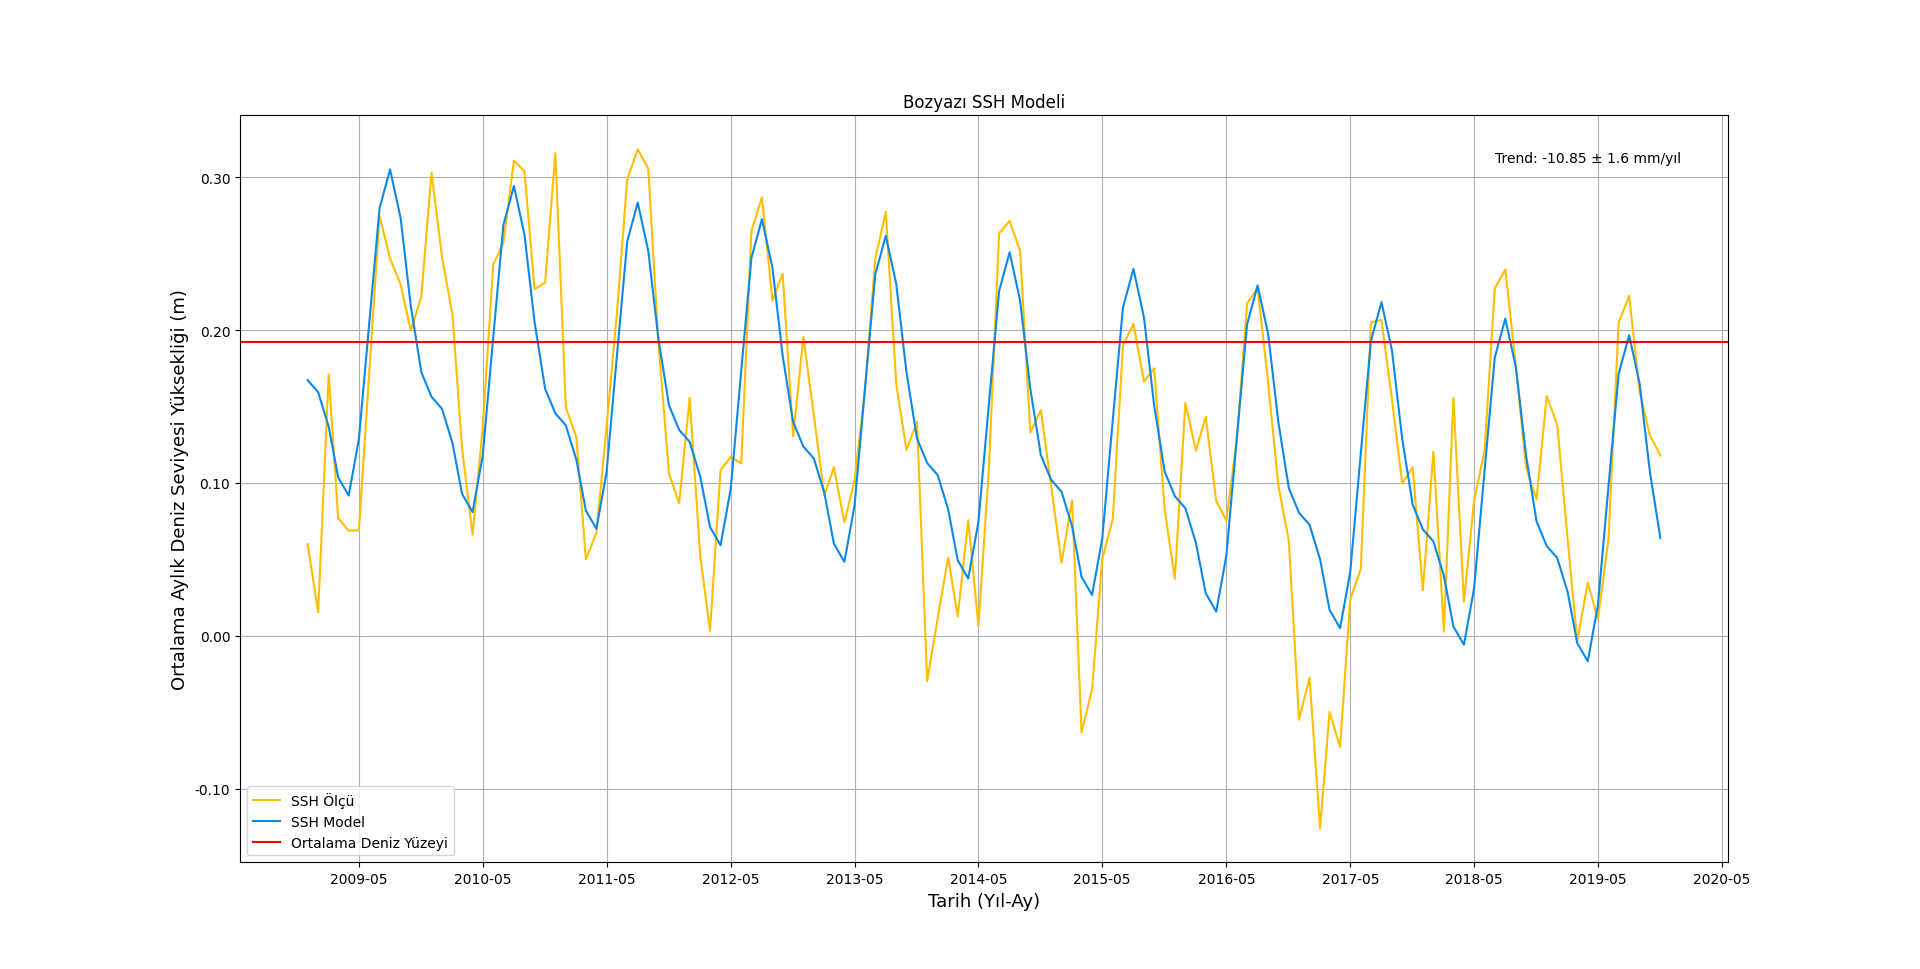 Bozyazı SSH Modeli
Trend: -10.85 ± 1.6 mm/yıl
Ortalama Aylık Deniz Seviyesi Yüksekliği (m)
0.30
0.20
0.10
0.00
-0.10
SSH Ölçü
SSH Model
Ortalama Deniz Yüzeyi
2009-05 2010-05 2011-05 2012-05 2013-05 2014-05 2015-05 2016-05 2017-05 2018-05 2019-05 2020-05
Tarih (Yıl-Ay)